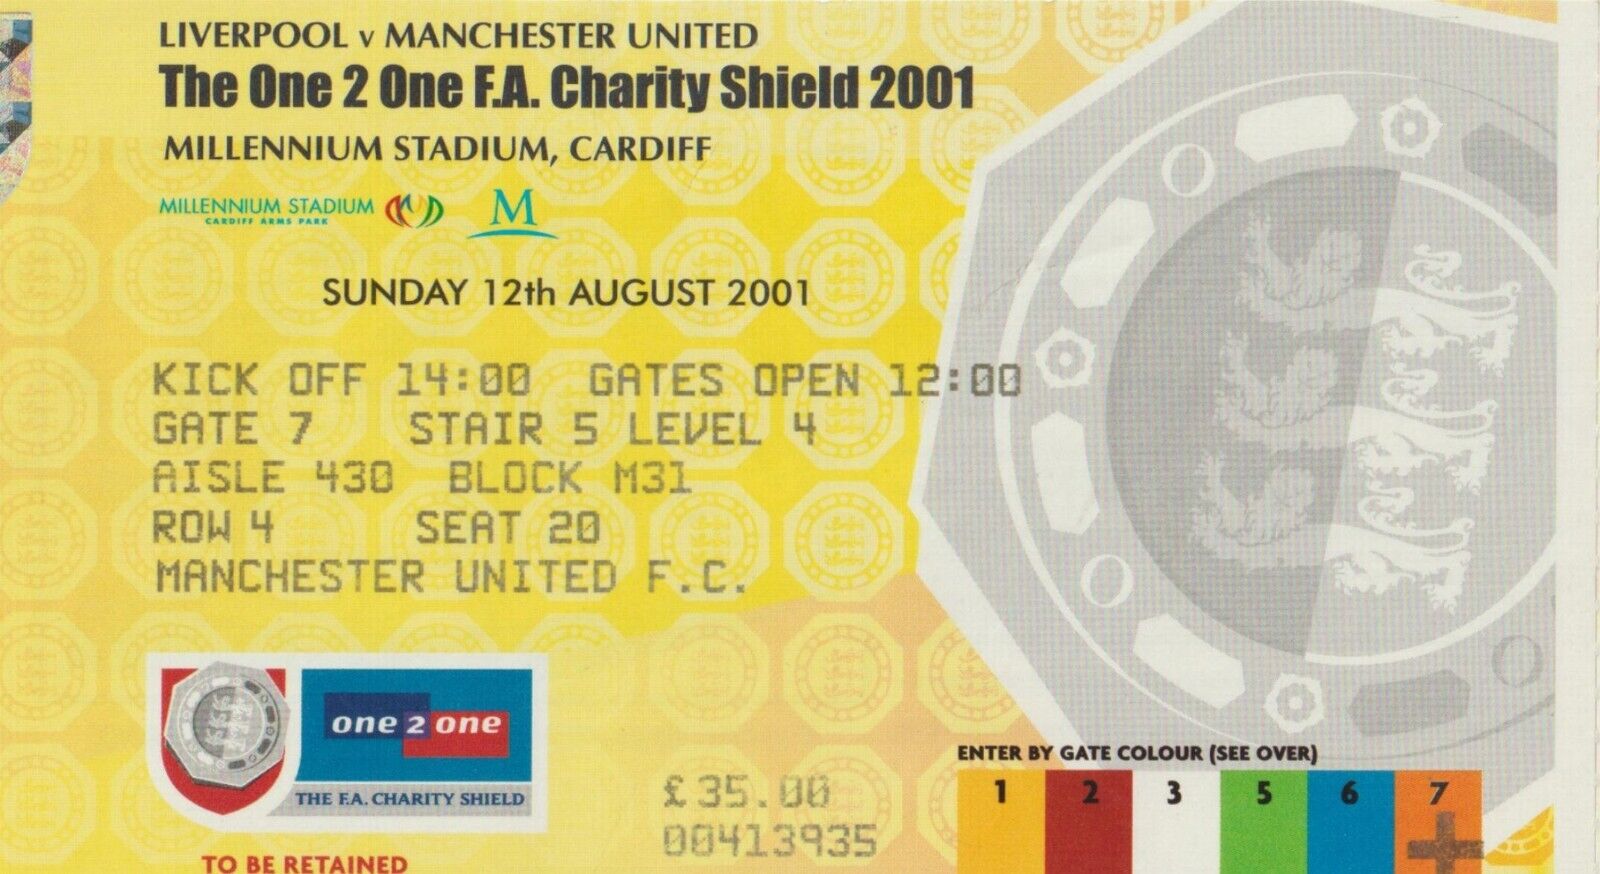 LIVERPOOL v MANCHESTER UNITED
The One 2 One F.A. Charity Shield 2001
MILLENNIUM STADIUM, CARDIFF
MILLENNIUM STADIUM
CARDIFF ARMS PARK
M
SUNDAY 12th AUGUST 2001
KICK OFF 14:00 GATES OPEN 12:00
GATE 7 STAIR 5 LEVEL 4
AISLE 430 BLOCK M31
ROW 4 SEAT 20
MANCHESTER UNITED F.C.
one 2 one
THE F.A. CHARITY SHIELD
TO BE RETAINED
£35.00
00413935
ENTER BY GATE COLOUR (SEE OVER)
1 2 3 5 6 7